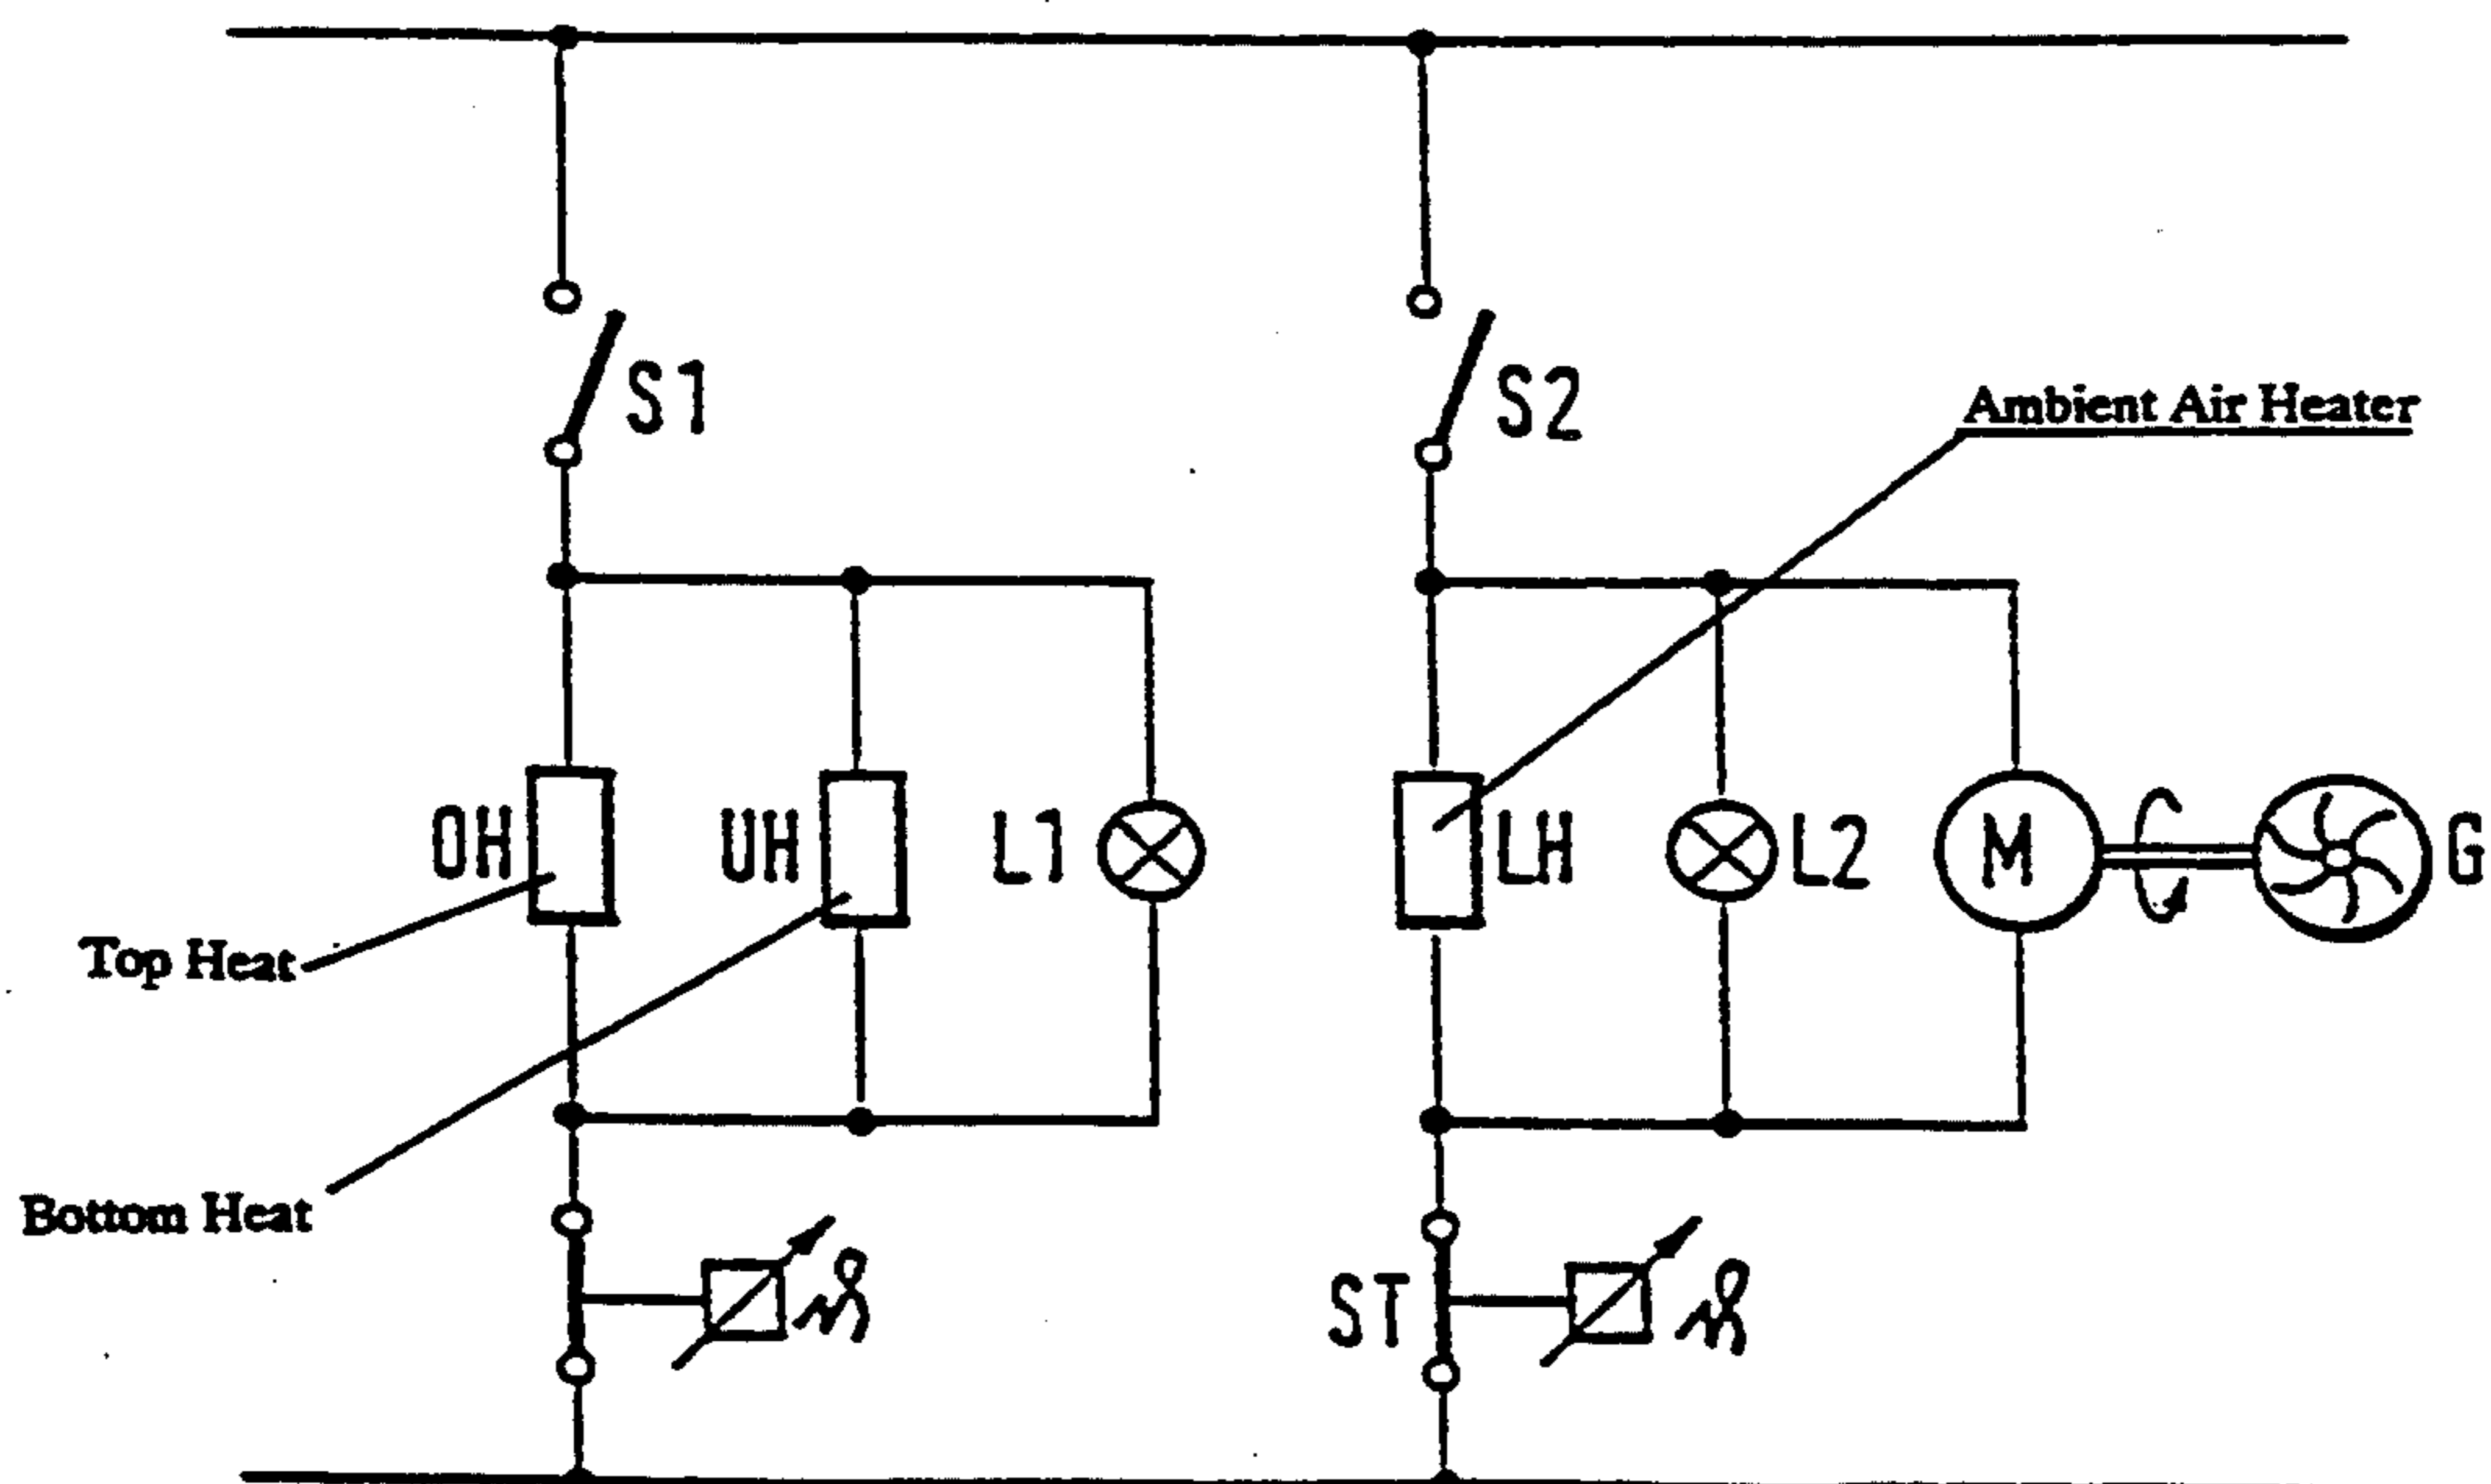 S1
S2
Ambient Air Heater
OH
UH
L1
LH
L2
M
G
Top Heat
Bottom Heat
ϑ
ST
ϑ